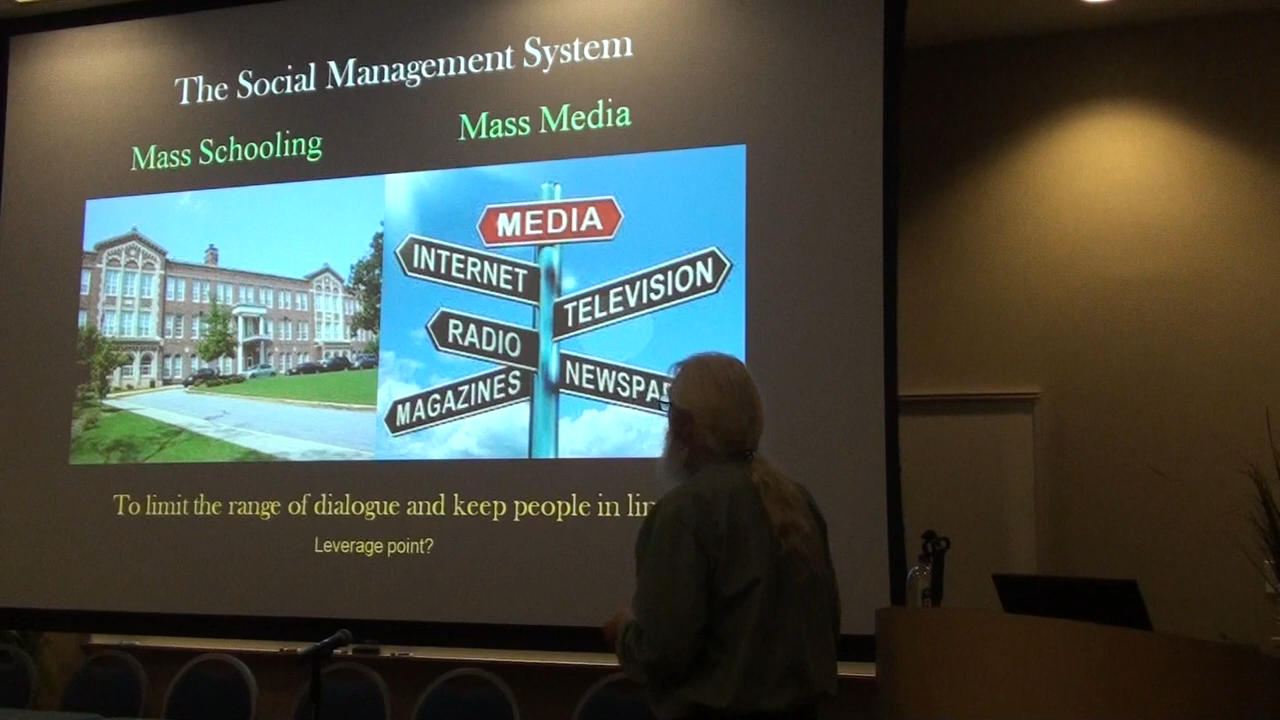 The Social Management System
Mass Schooling
Mass Media
MEDIA
INTERNET
TELEVISION
RADIO
NEWSPA
MAGAZINES
To limit the range of dialogue and keep people in
Leverage point?